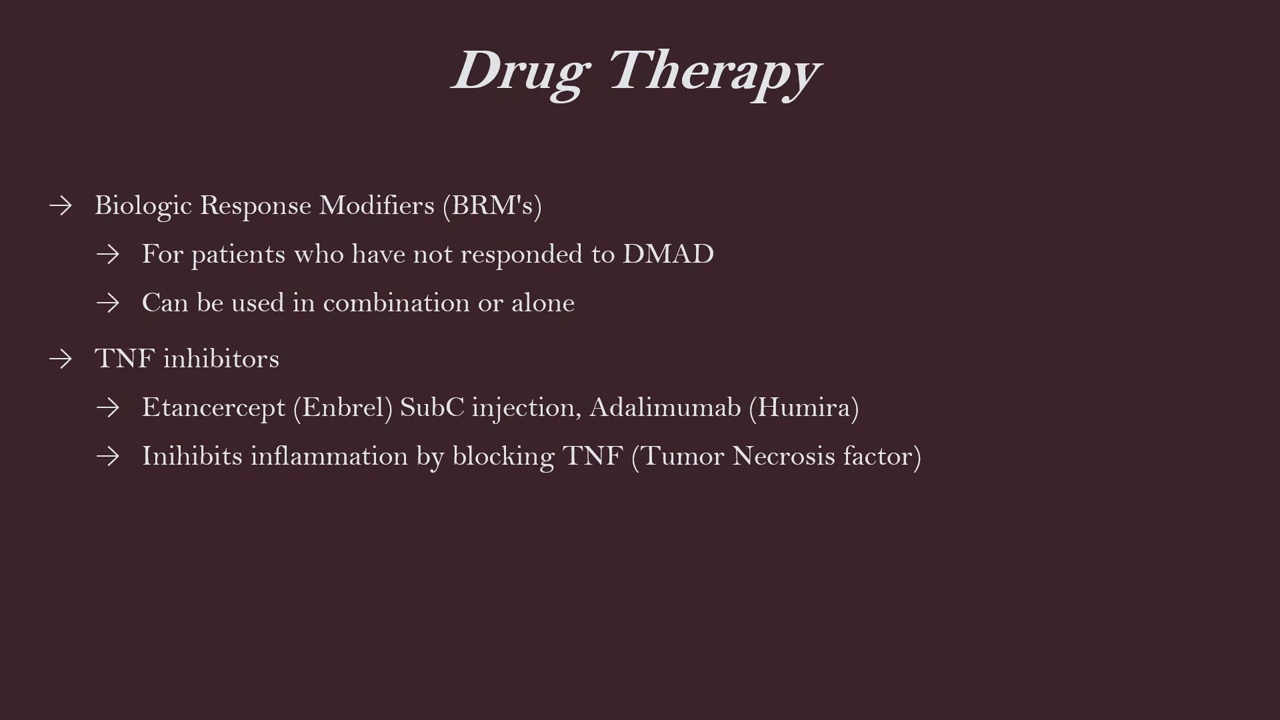 Drug Therapy
→ Biologic Response Modifiers (BRM's)
→ For patients who have not responded to DMAD
→ Can be used in combination or alone
→ TNF inhibitors
→ Etancercept (Enbrel) SubC injection, Adalimumab (Humira)
→ Inihibits inflammation by blocking TNF (Tumor Necrosis factor)